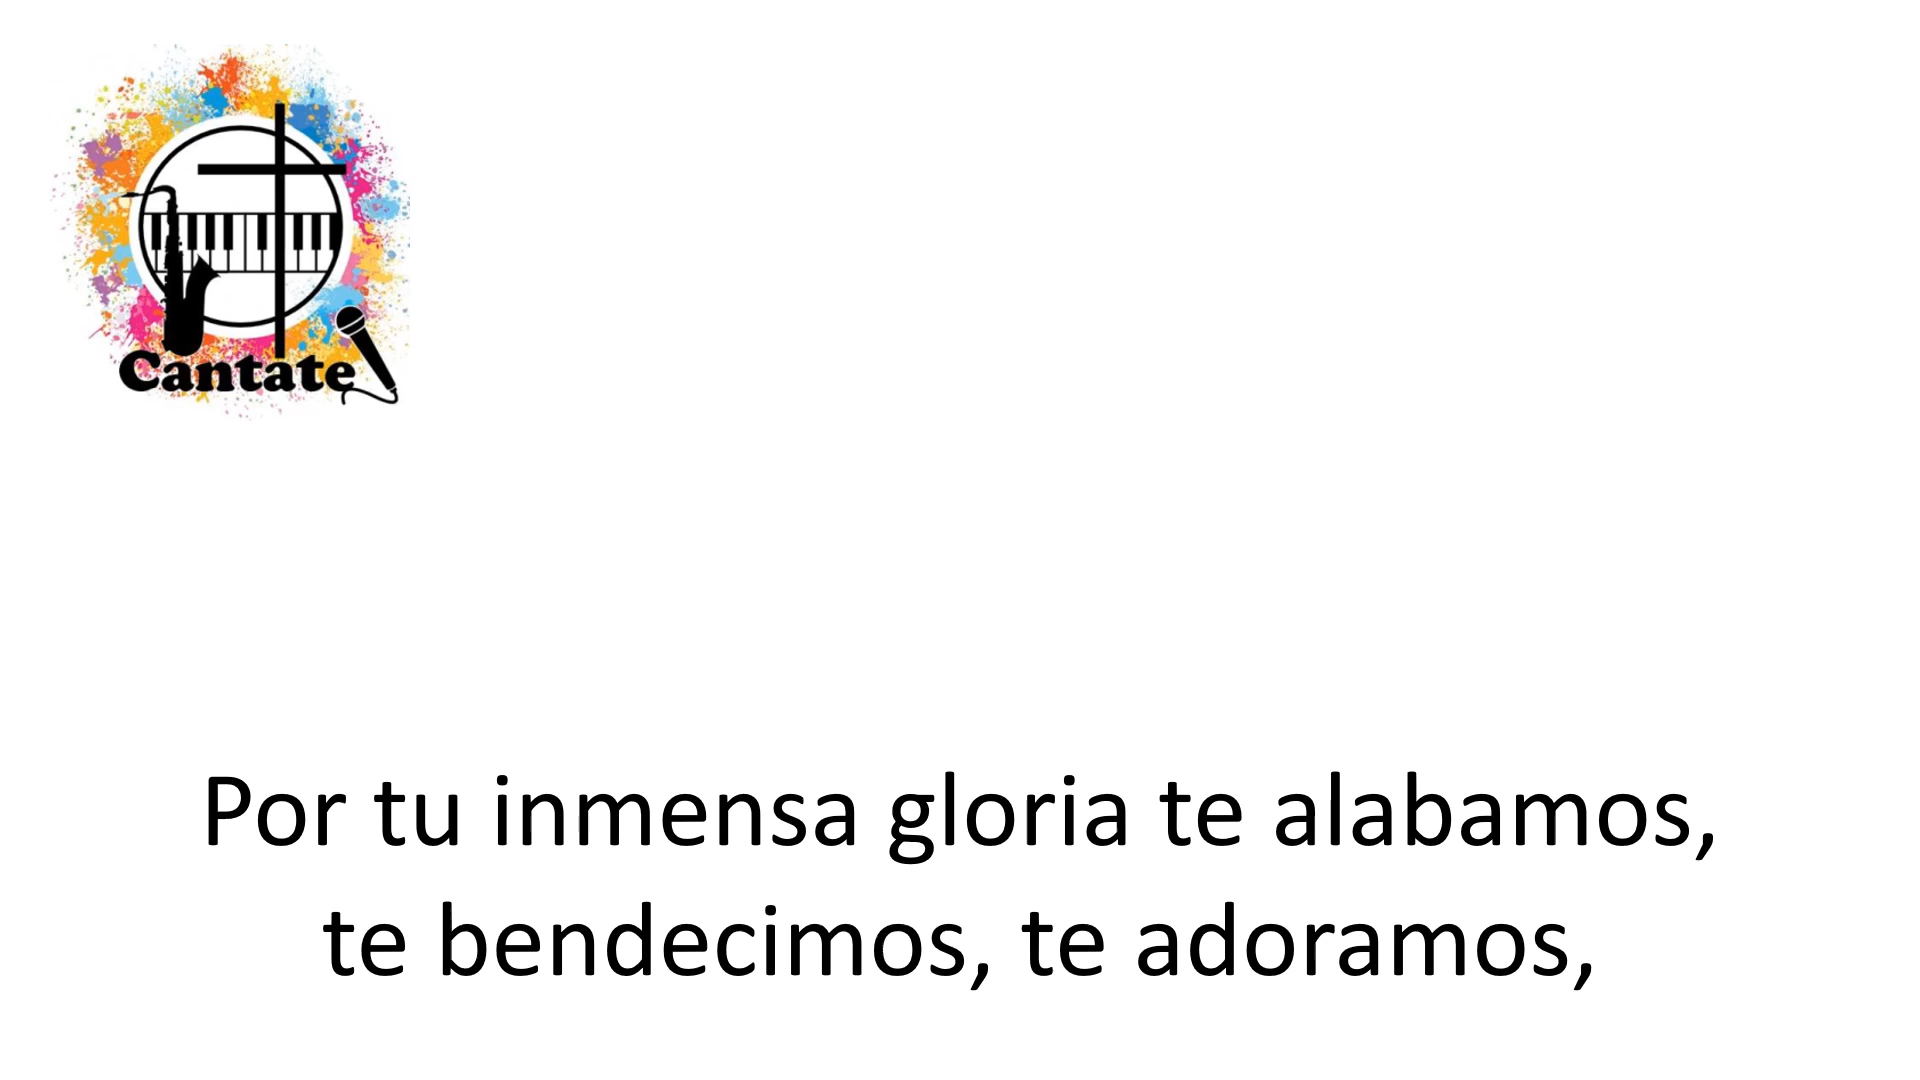 Cantate
Por tu inmensa gloria te alabamos,
te bendecimos, te adoramos,